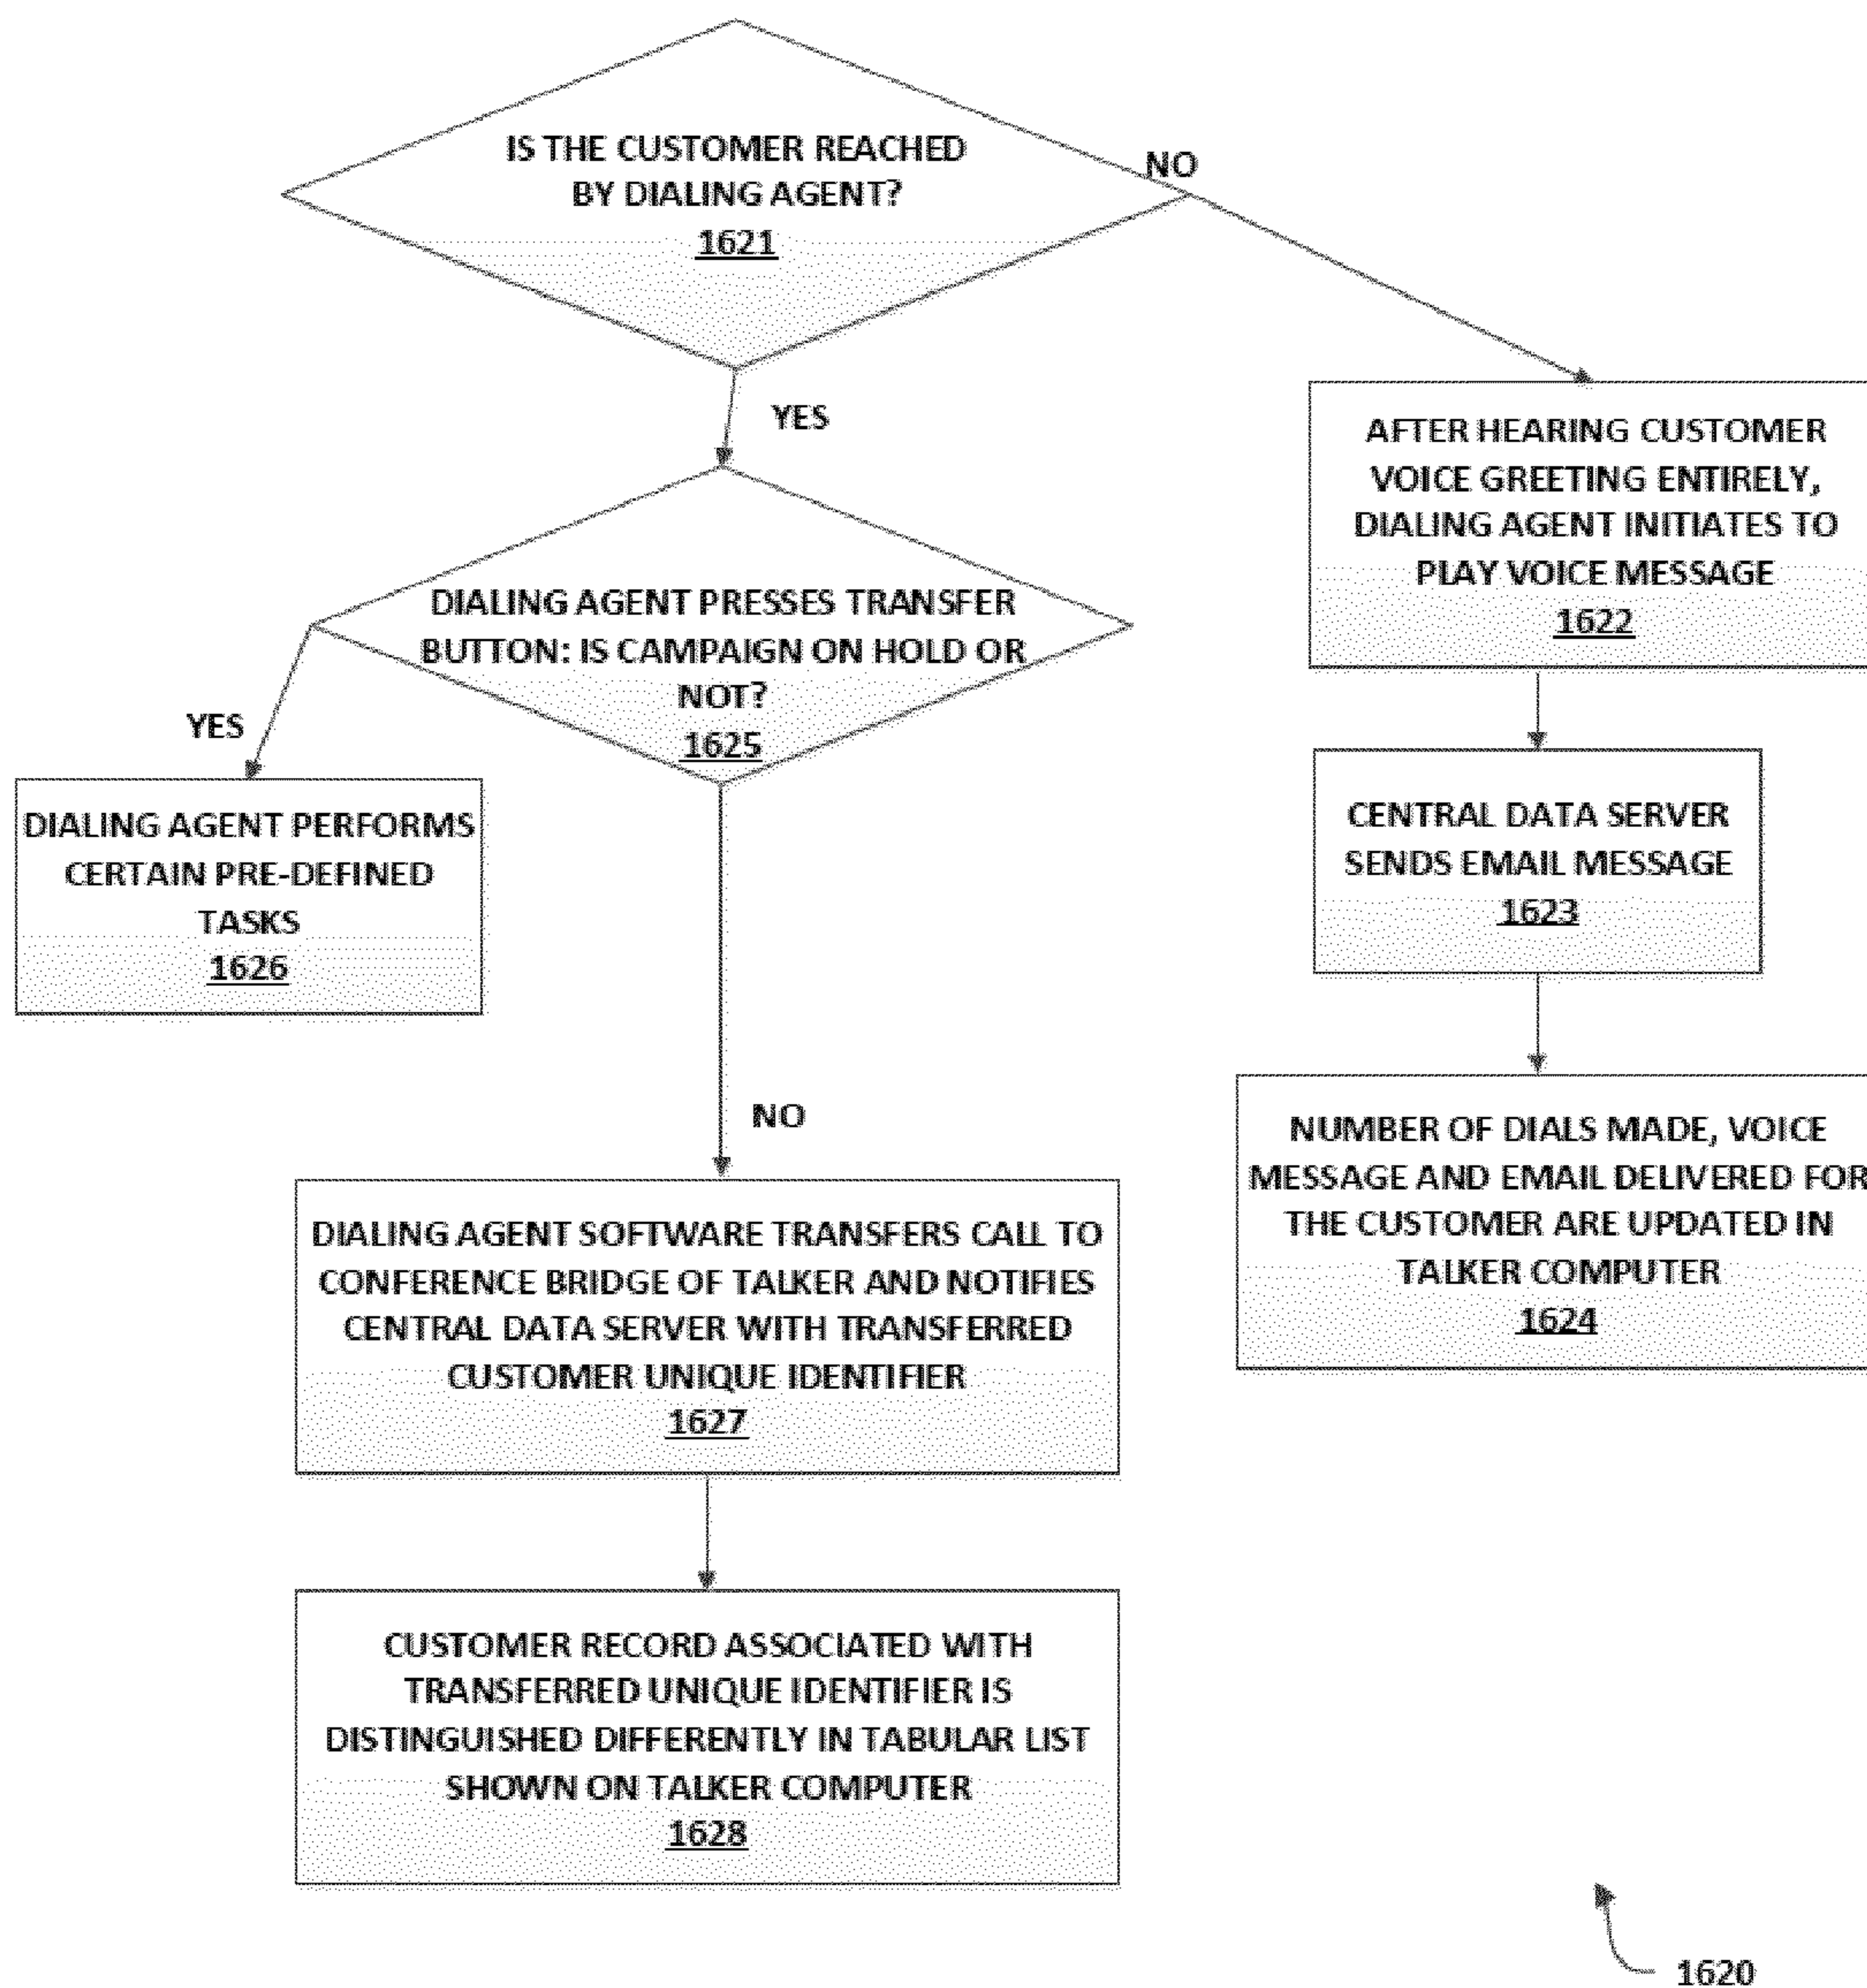 IS THE CUSTOMER REACHED
BY DIALING AGENT?
1621
NO
YES
AFTER HEARING CUSTOMER
VOICE GREETING ENTIRELY,
DIALING AGENT INITIATES TO
PLAY VOICE MESSAGE
1622
DIALING AGENT PRESSES TRANSFER
BUTTON: IS CAMPAIGN ON HOLD OR
NOT?
1625
YES
DIALING AGENT PERFORMS
CERTAIN PRE-DEFINED
TASKS
1626
CENTRAL DATA SERVER
SENDS EMAIL MESSAGE
1623
NO
NUMBER OF DIALS MADE, VOICE
MESSAGE AND EMAIL DELIVERED FOR
THE CUSTOMER ARE UPDATED IN
TALKER COMPUTER
1624
DIALING AGENT SOFTWARE TRANSFERS CALL TO
CONFERENCE BRIDGE OF TALKER AND NOTIFIES
CENTRAL DATA SERVER WITH TRANSFERRED
CUSTOMER UNIQUE IDENTIFIER
1627
CUSTOMER RECORD ASSOCIATED WITH
TRANSFERRED UNIQUE IDENTIFIER IS
DISTINGUISHED DIFFERENTLY IN TABULAR LIST
SHOWN ON TALKER COMPUTER
1628
1620